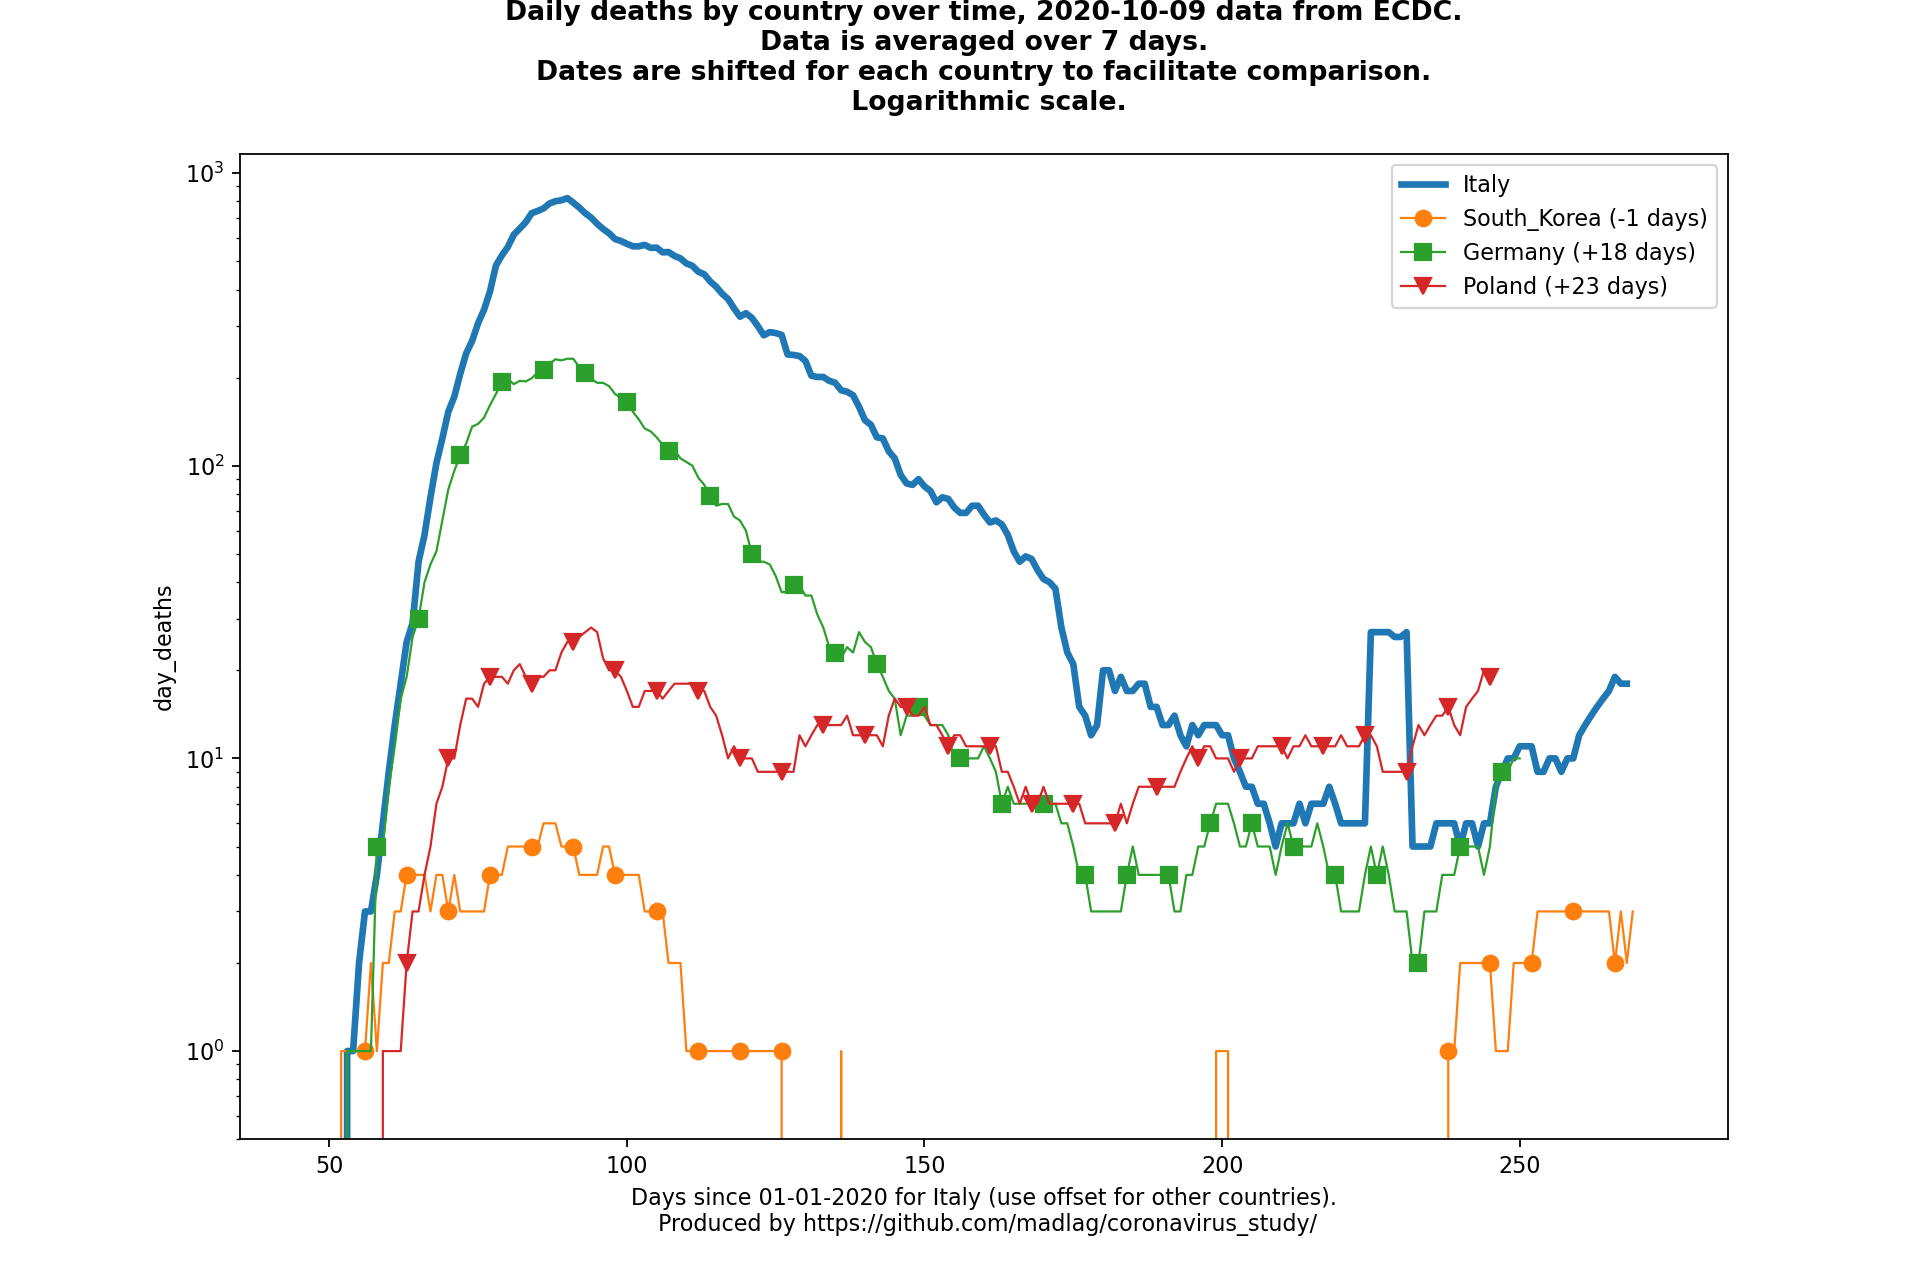 Daily deaths by country over time, 2020-10-09 data from ECDC.
Data is averaged over 7 days.
Dates are shifted for each country to facilitate comparison.
Logarithmic scale.
10³
10²
10¹
10⁰
day_deaths
Italy
South_Korea (-1 days)
Germany (+18 days)
Poland (+23 days)
50 100 150 200 250
Days since 01-01-2020 for Italy (use offset for other countries).
Produced by https://github.com/madlag/coronavirus_study/